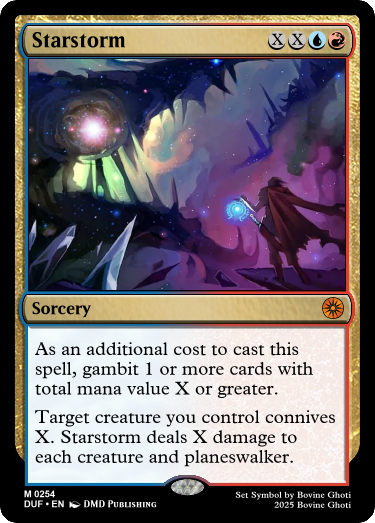 Starstorm X X
Sorcery
As an additional cost to cast this
spell, gambit 1 or more cards with
total mana value X or greater.
Target creature you control connives
X. Starstorm deals X damage to
each creature and planeswalker.
M 0254
DUF • EN DMD Publishing
Set Symbol by Bovine Ghoti
2025 Bovine Ghoti